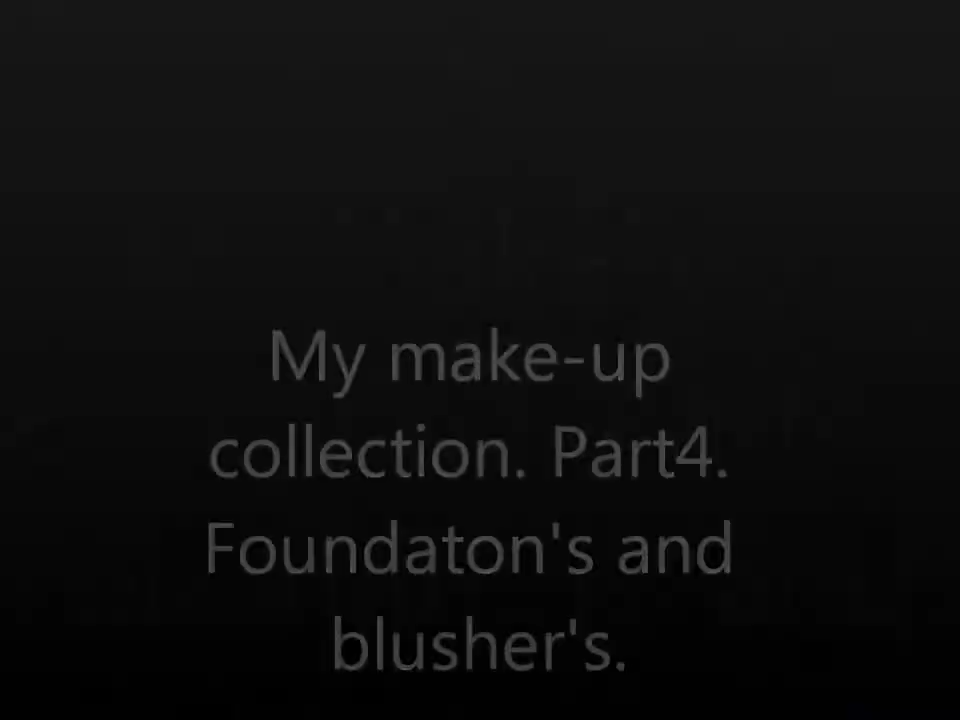 My make-up
collection. Part4.
Foundaton's and
blusher's.